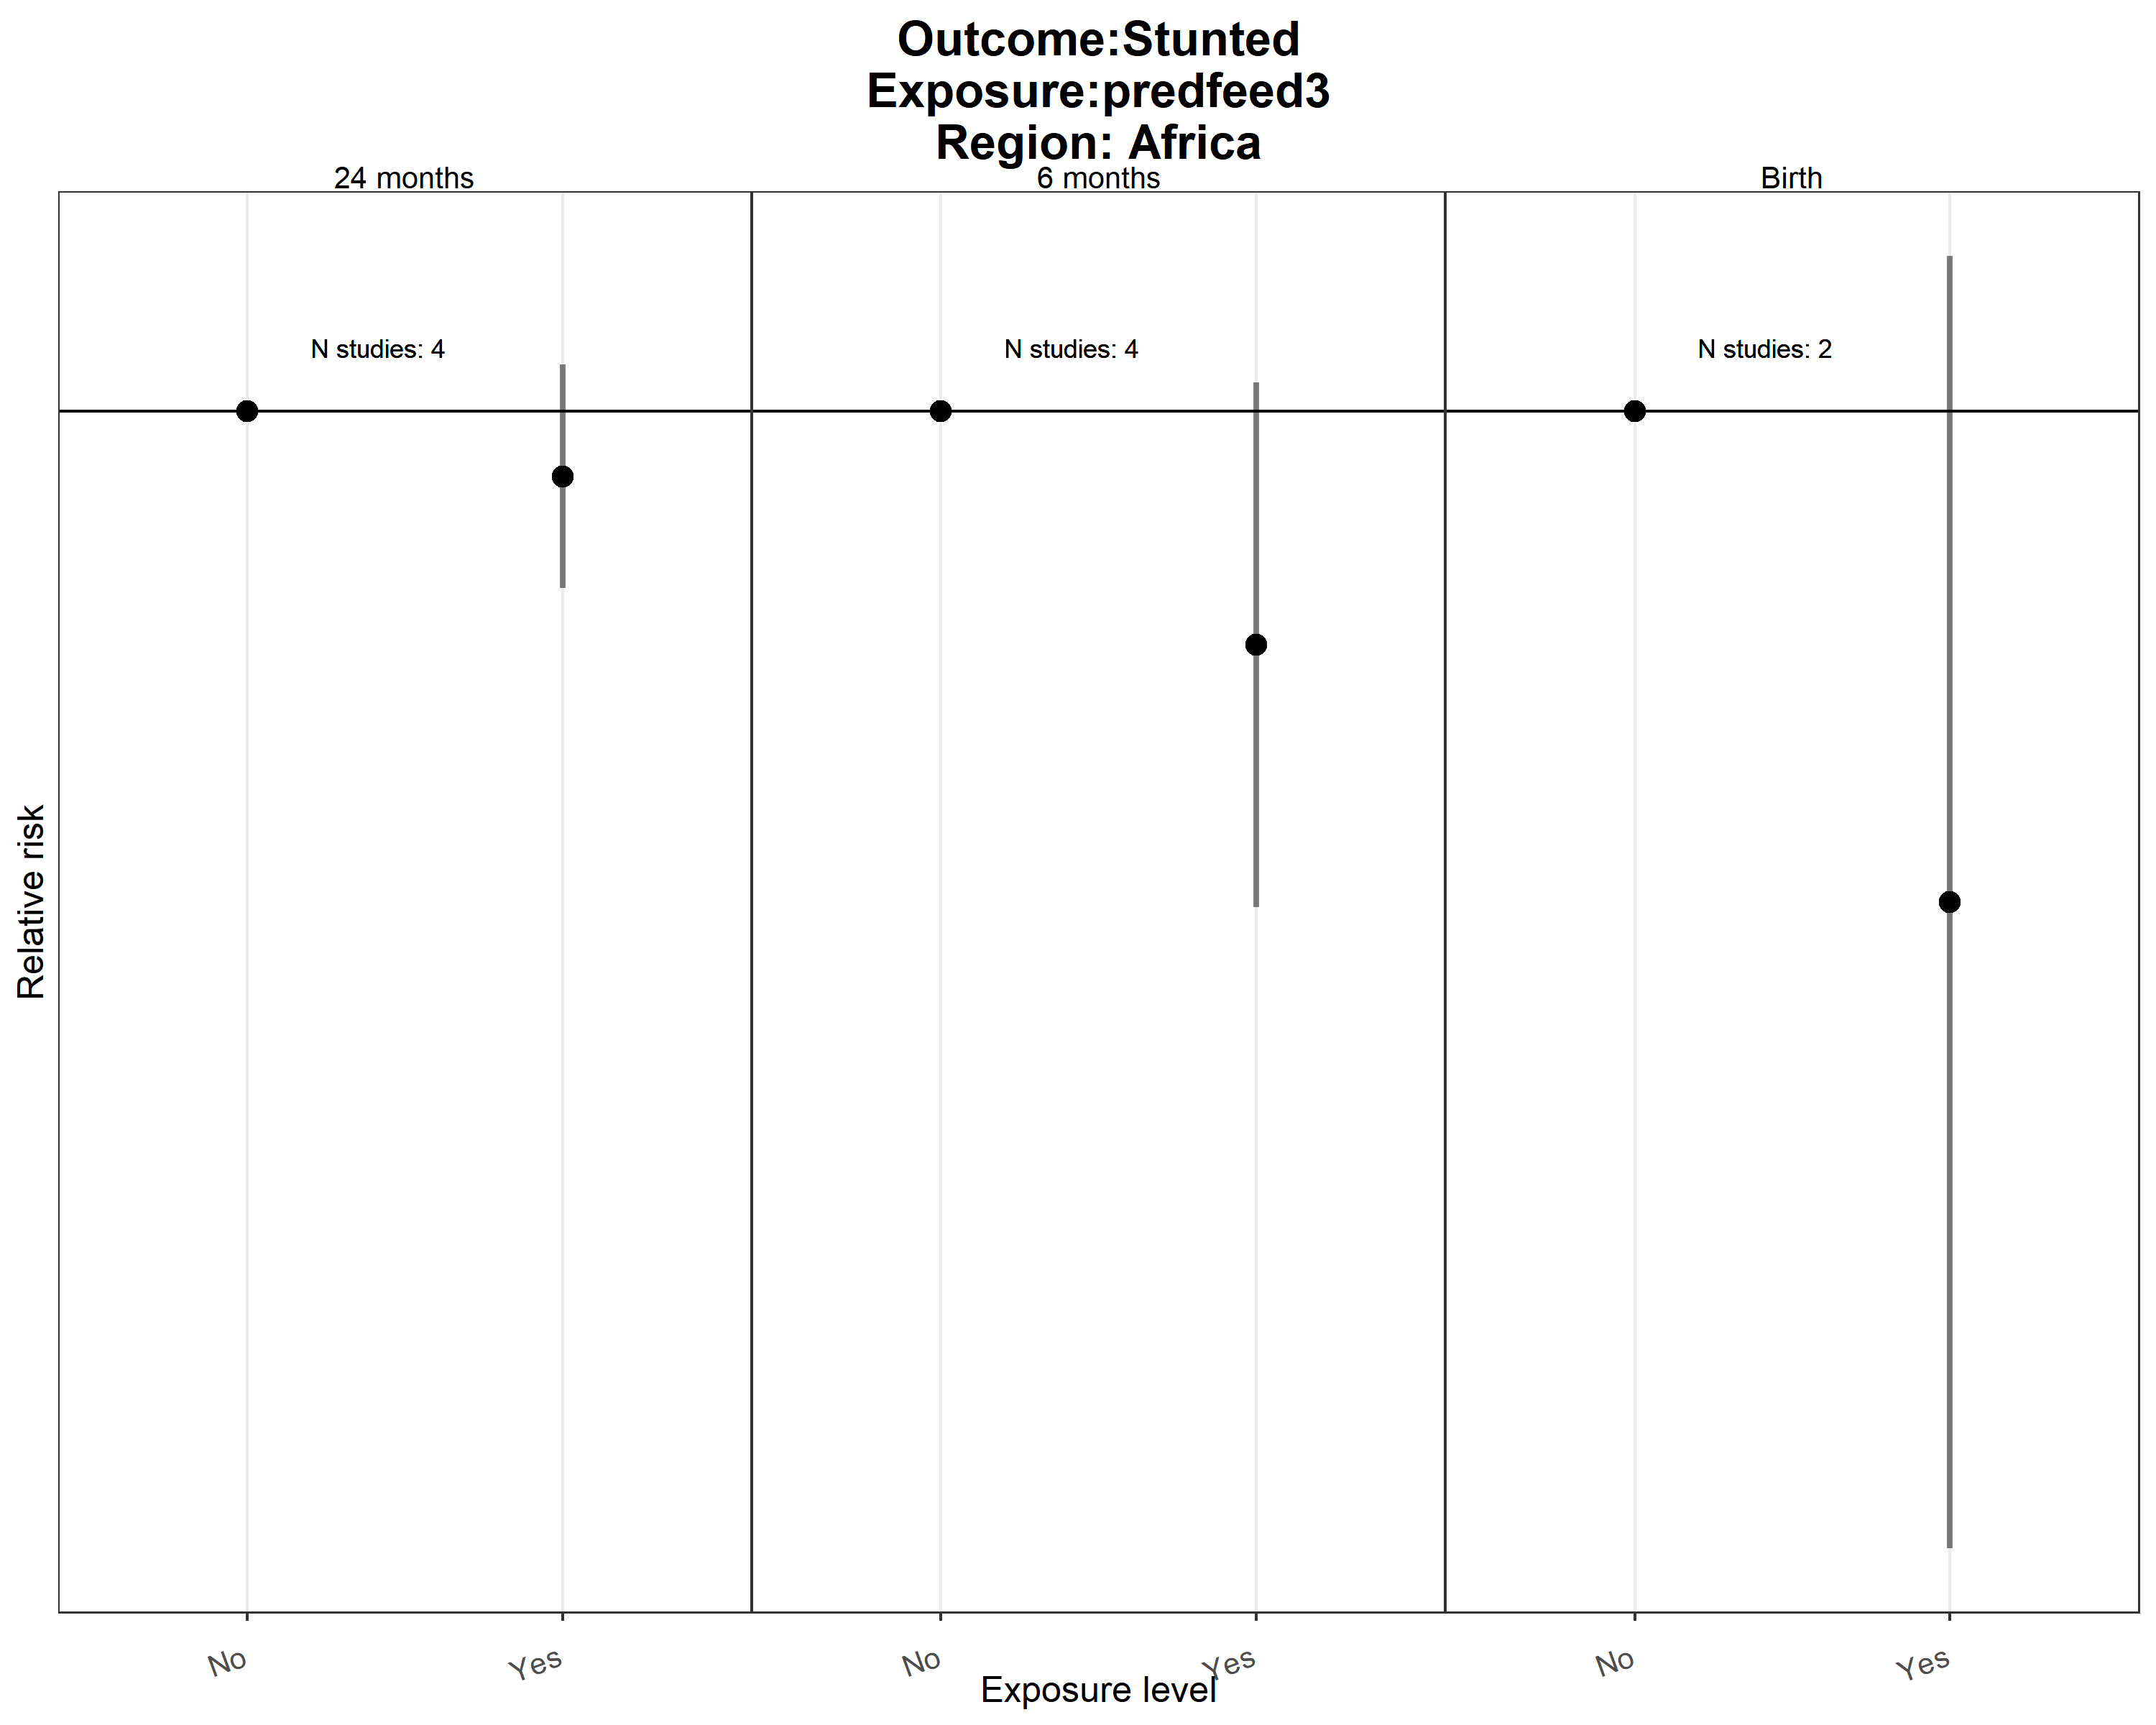 Outcome:Stunted
Exposure:predfeed3
Region: Africa
24 months
6 months
Birth
N studies: 4
N studies: 4
N studies: 2
Relative risk
No
Yes
No
Yes
No
Yes
Exposure level